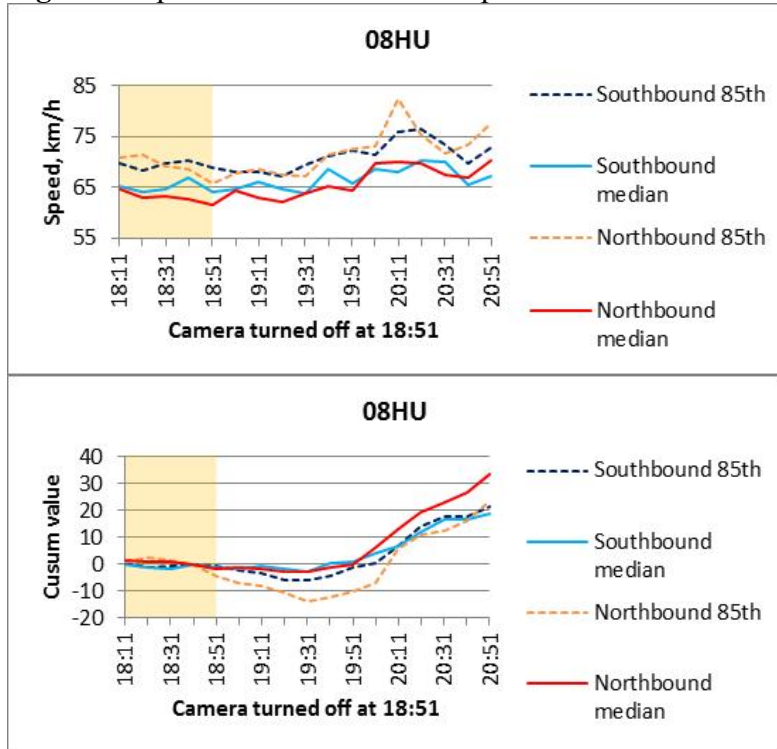 08HU
85
75
65
55
Speed, km/h
18:11
18:31
18:51
19:11
19:31
19:51
20:11
20:31
20:51
Camera turned off at 18:51
Southbound 85th
Southbound
median
Northbound 85th
Northbound
median
08HU
40
30
20
10
0
-10
-20
Cusum value
18:11
18:31
18:51
19:11
19:31
19:51
20:11
20:31
20:51
Camera turned off at 18:51
Southbound 85th
Southbound
median
Northbound 85th
Northbound
median